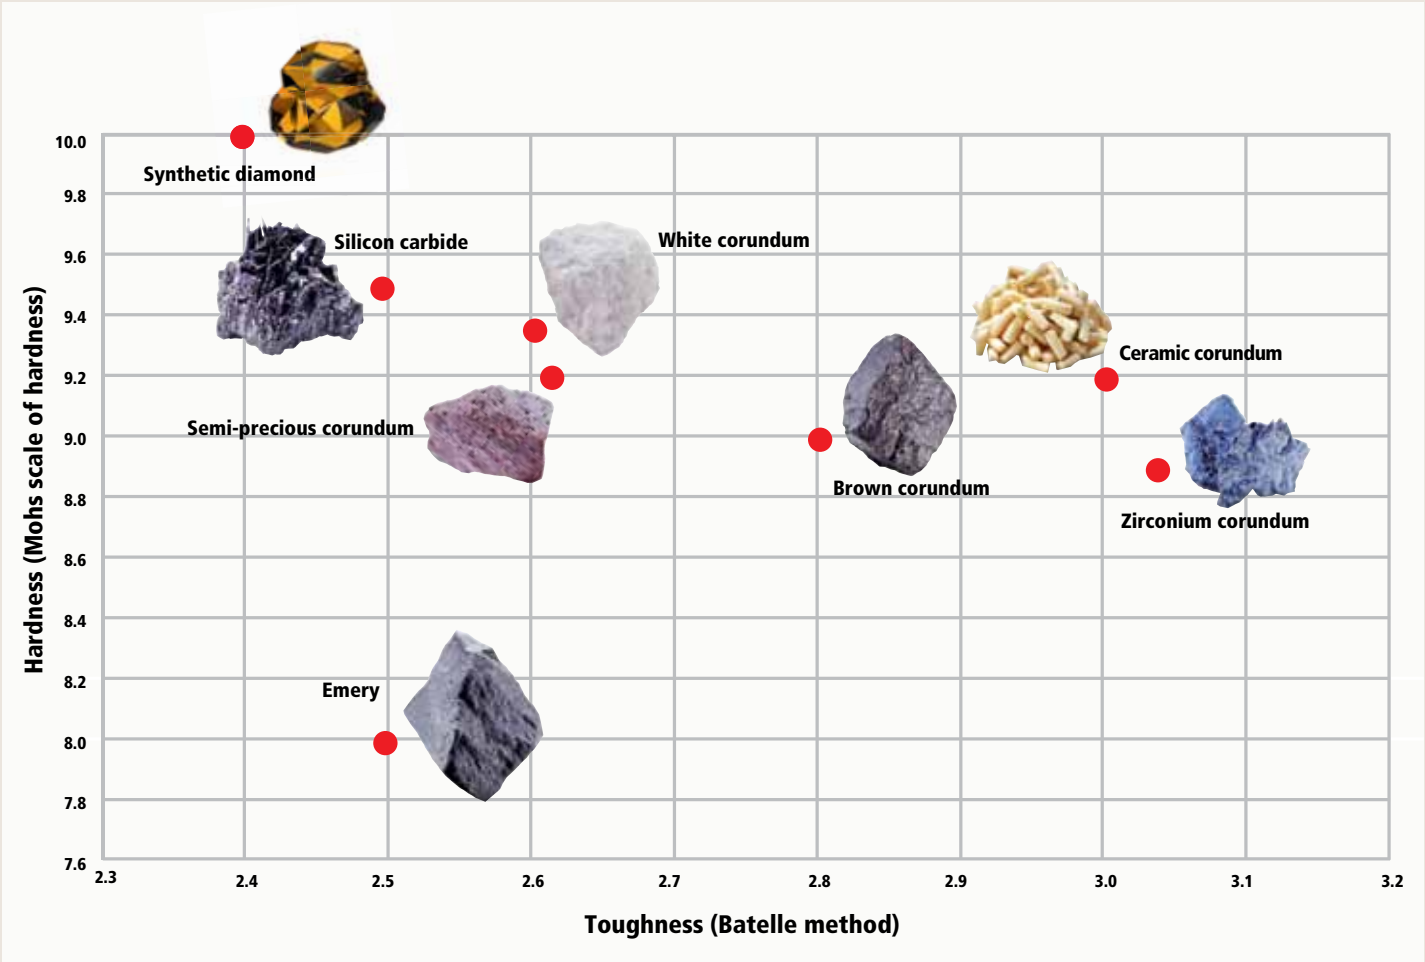 10.0
Synthetic diamond
9.8
Silicon carbide
White corundum
9.6
9.4
Ceramic corundum
9.2
Semi-precious corundum
9.0
Brown corundum
8.8
Zirconium corundum
8.6
8.4
8.2
Emery
8.0
7.8
7.6
Hardness (Mohs scale of hardness)
2.3
2.4
2.5
2.6
2.7
2.8
2.9
3.0
3.1
3.2
Toughness (Batelle method)